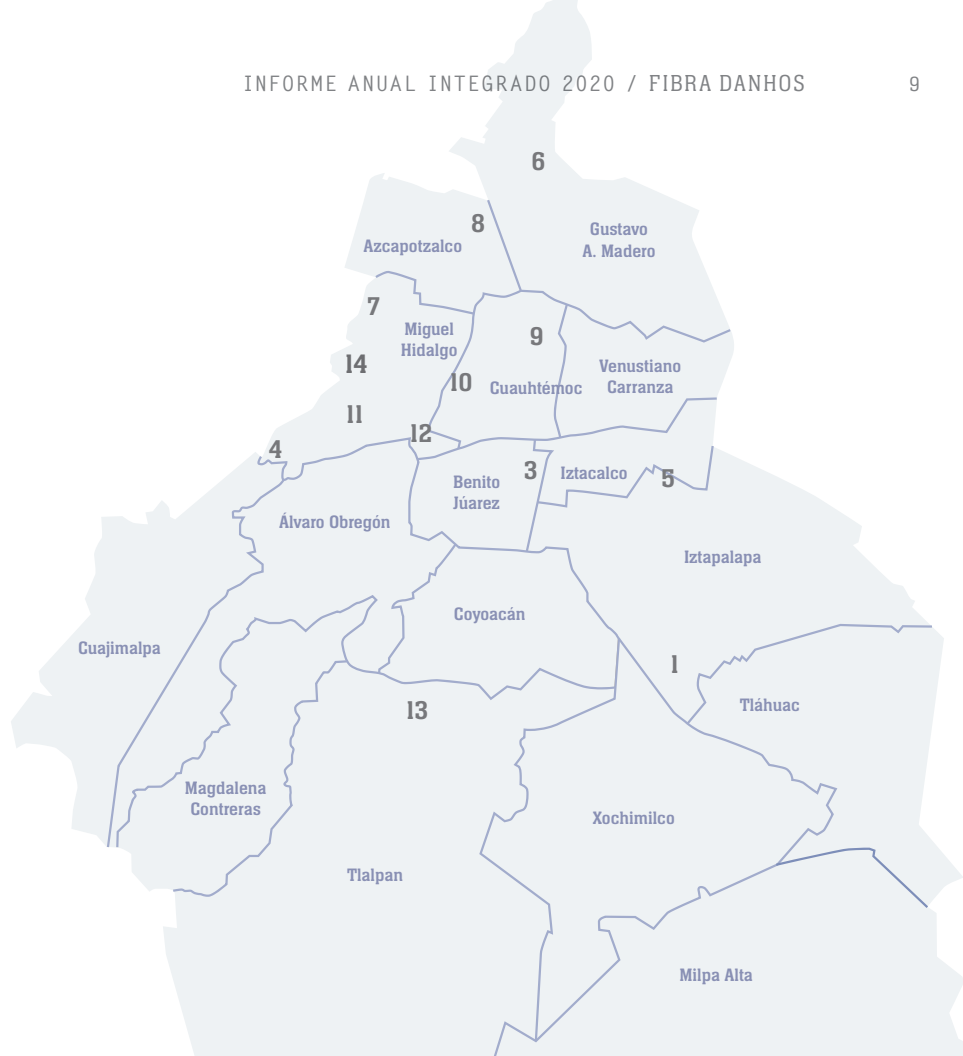 INFORME ANUAL INTEGRADO 2020 / FIBRA DANHOS 9
6
8
Gustavo
A. Madero
Azcapotzalco
7
Miguel
Hidalgo
9
14
Venustiano
Carranza
10
Cuauhtémoc
11
12
4
3
Iztacalco
5
Benito
Júarez
Álvaro Obregón
Iztapalapa
Coyoacán
Cuajimalpa
1
Tláhuac
13
Magdalena
Contreras
Xochimilco
Tlalpan
Milpa Alta